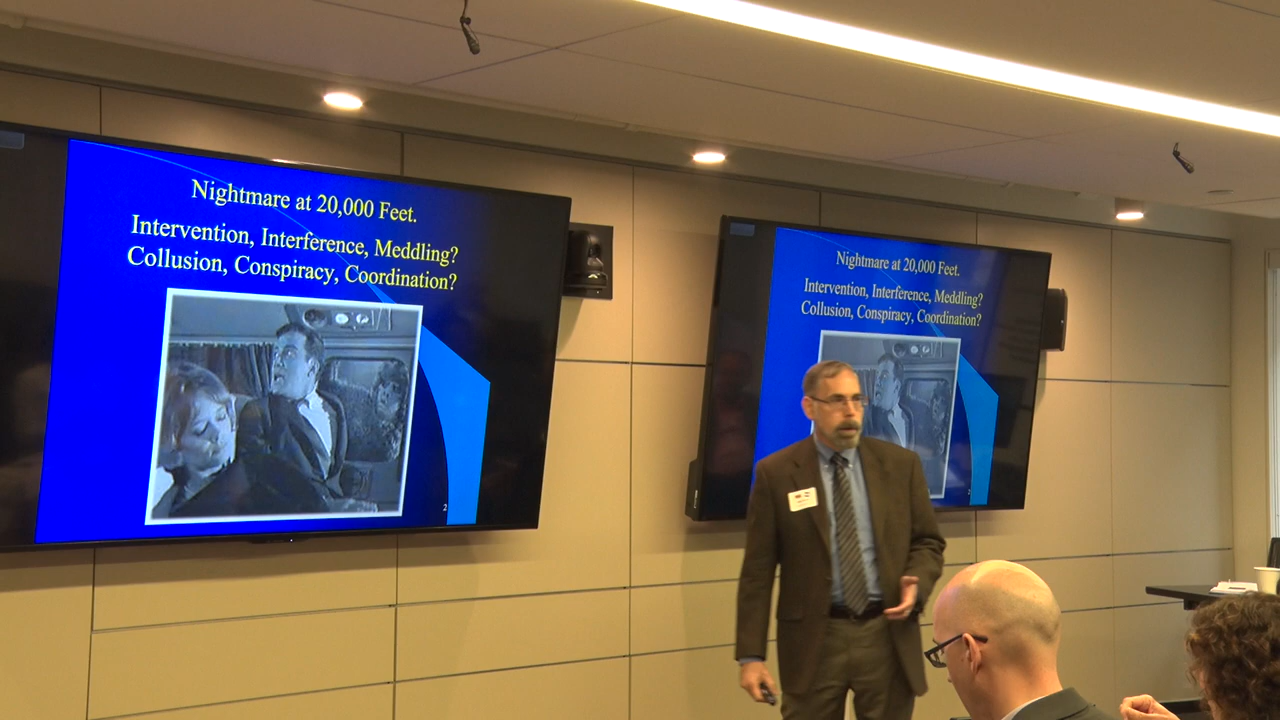 Nightmare at 20,000 Feet.
Intervention, Interference, Meddling?
Collusion, Conspiracy, Coordination?
2
Nightmare at 20,000 Feet.
Intervention, Interference, Meddling?
Collusion, Conspiracy, Coordination?
2